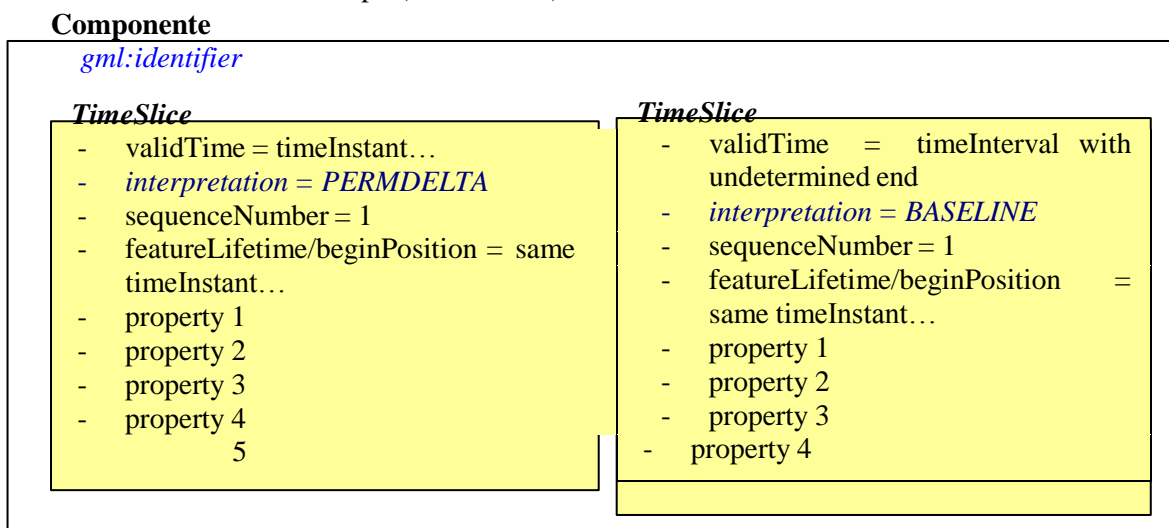 Componente
gml:identifier
TimeSlice
- validTime = timeInstant…
- interpretation = PERMDELTA
- sequenceNumber = 1
- featureLifetime/beginPosition = same
timeInstant…
- property 1
- property 2
- property 3
- property 4
5
TimeSlice
- validTime = timeInterval with
undetermined end
- interpretation = BASELINE
- sequenceNumber = 1
- featureLifetime/beginPosition =
same timeInstant…
- property 1
- property 2
- property 3
- property 4